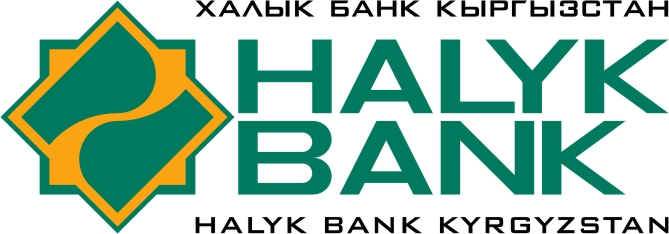 ХАЛЫК БАНК КЫРГЫЗСТАН
HALYK
BANK
HALYK BANK KYRGYZSTAN